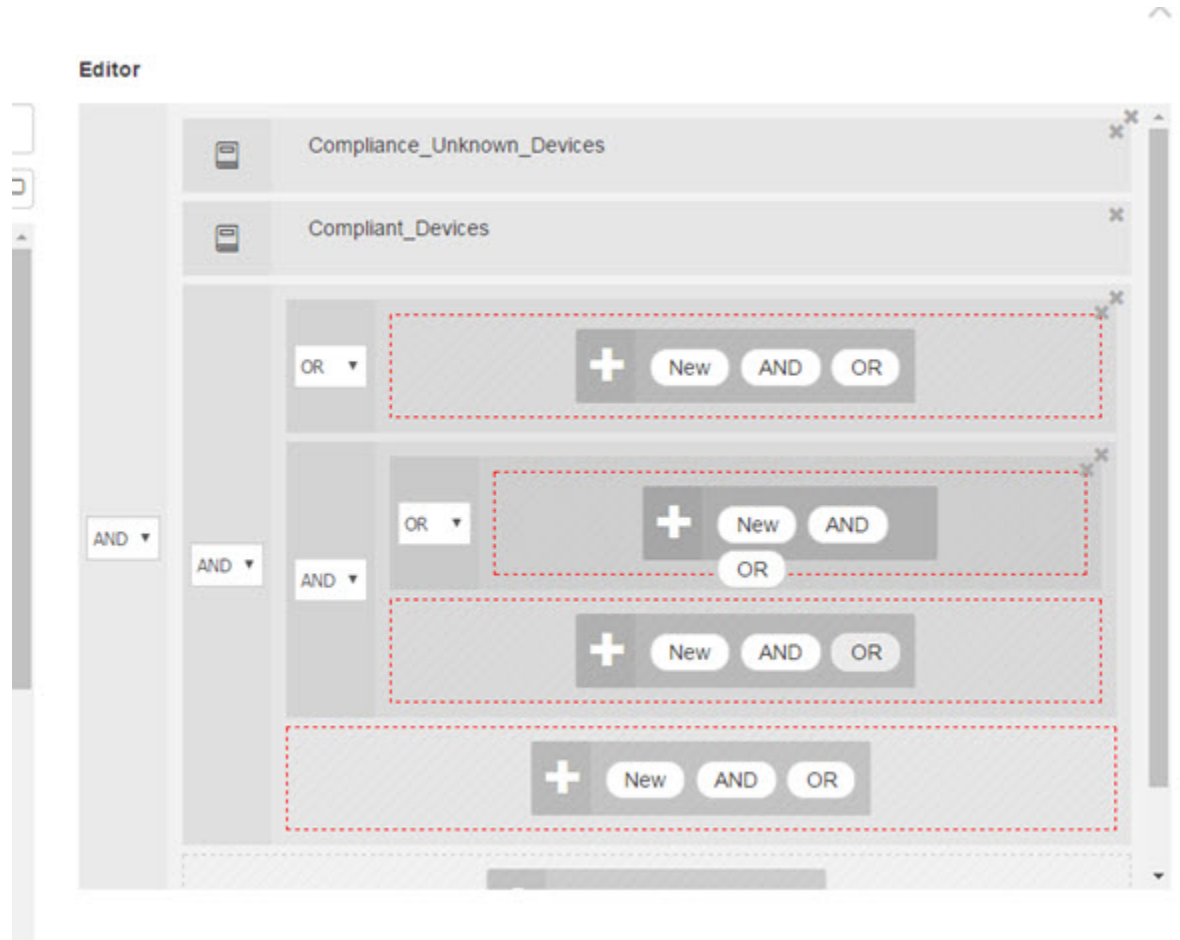 Editor
Compliance_Unknown_Devices
Compliant_Devices
OR
New AND OR
OR
New AND
OR
AND
AND
AND
New AND OR
New AND OR